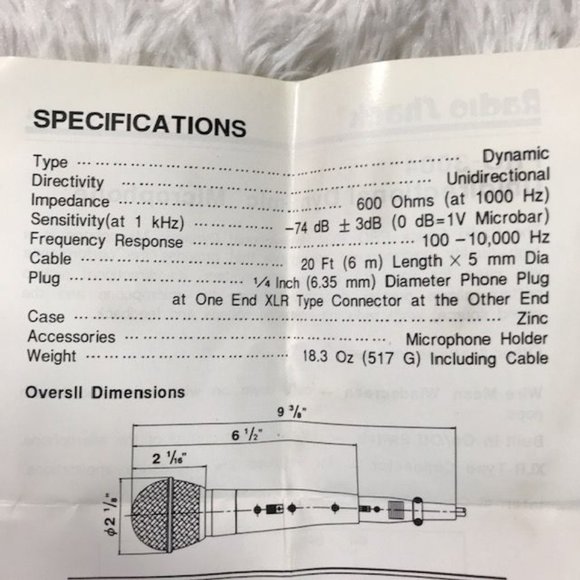 SPECIFICATIONS
Type ........ Dynamic
Directivity ........ Unidirectional
Impedance ........ 600 Ohms (at 1000 Hz)
Sensitivity(at 1 kHz) ........ −74 dB ± 3dB (0 dB=1V Microbar)
Frequency Response ........ 100 − 10,000 Hz
Cable ........ 20 Ft (6 m) Length × 5 mm Dia
Plug ........ 1/4 Inch (6.35 mm) Diameter Phone Plug
at One End XLR Type Connector at the Other End
Case ........ Zinc
Accessories ........ Microphone Holder
Weight ........ 18.3 Oz (517 G) Including Cable
Oversll Dimensions
9 3/8"
6 1/2"
2 1/16"
φ2 1/8"